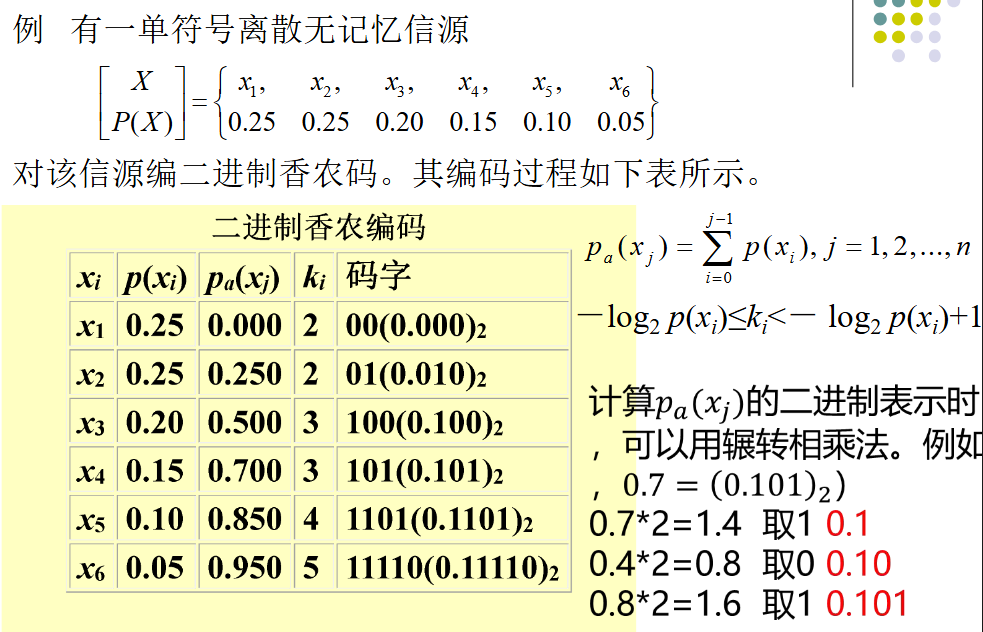 例 有一单符号离散无记忆信源
[X P(X)] = { x1, x2, x3, x4, x5, x6
0.25 0.25 0.20 0.15 0.10 0.05 }
对该信源编二进制香农码。其编码过程如下表所示。
二进制香农编码
xi p(xi) pa(xj) ki 码字
x1 0.25 0.000 2 00(0.000)2
x2 0.25 0.250 2 01(0.010)2
x3 0.20 0.500 3 100(0.100)2
x4 0.15 0.700 3 101(0.101)2
x5 0.10 0.850 4 1101(0.1101)2
x6 0.05 0.950 5 11110(0.11110)2
pa(xj) = ∑_{i=0}^{j−1} p(xi), j = 1, 2, ..., n
−log2 p(xi)≤ki<− log2 p(xi)+1
计算pa(xj)的二进制表示时
，可以用辗转相乘法。例如
，0.7 = (0.101)2)
0.7*2=1.4 取1 0.1
0.4*2=0.8 取0 0.10
0.8*2=1.6 取1 0.101